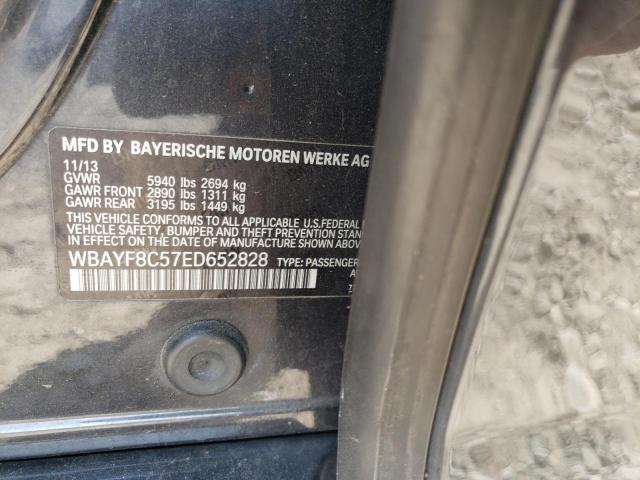 MFD BY BAYERISCHE MOTOREN WERKE AG
11/13
GVWR 5940 lbs 2694 kg
GAWR FRONT 2890 lbs 1311 kg
GAWR REAR 3195 lbs 1449 kg
THIS VEHICLE CONFORMS TO ALL APPLICABLE U.S.FEDERAL
VEHICLE SAFETY, BUMPER AND THEFT PREVENTION STAN
IN EFFECT ON THE DATE OF MANUFACTURE SHOWN ABOVE.
WBAYF8C57ED652828 TYPE: PASSENGER